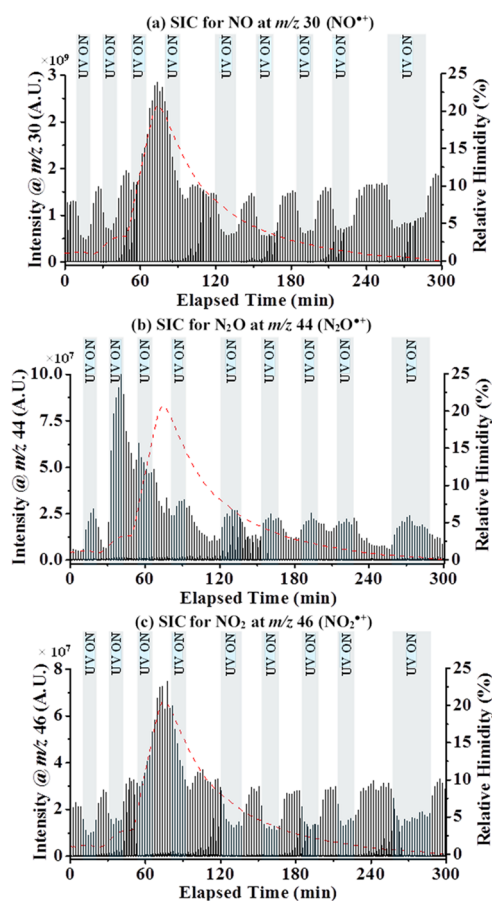 (a) SIC for NO at m/z 30 (NO●+)
×10⁹
UV ON UV ON UV ON UV ON UV ON UV ON UV ON UV ON UV ON
Intensity @ m/z 30 (A.U.)
3
2
2
1
1
0
25
20
15
10
5
0
Relative Himidity (%)
0 60 120 180 240 300
Elapsed Time (min)
(b) SIC for N₂O at m/z 44 (N₂O●+)
×10⁷
UV ON UV ON UV ON UV ON UV ON UV ON UV ON UV ON UV ON
Intensity @ m/z 44 (A.U.)
10.0
7.5
5.0
2.5
0.0
25
20
15
10
5
0
Relative Himidity (%)
0 60 120 180 240 300
Elapsed Time (min)
(c) SIC for NO₂ at m/z 46 (NO₂●+)
×10⁷
UV ON UV ON UV ON UV ON UV ON UV ON UV ON UV ON UV ON
Intensity @ m/z 46 (A.U.)
8
6
4
2
0
25
20
15
10
5
0
Relative Himidity (%)
0 60 120 180 240 300
Elapsed Time (min)